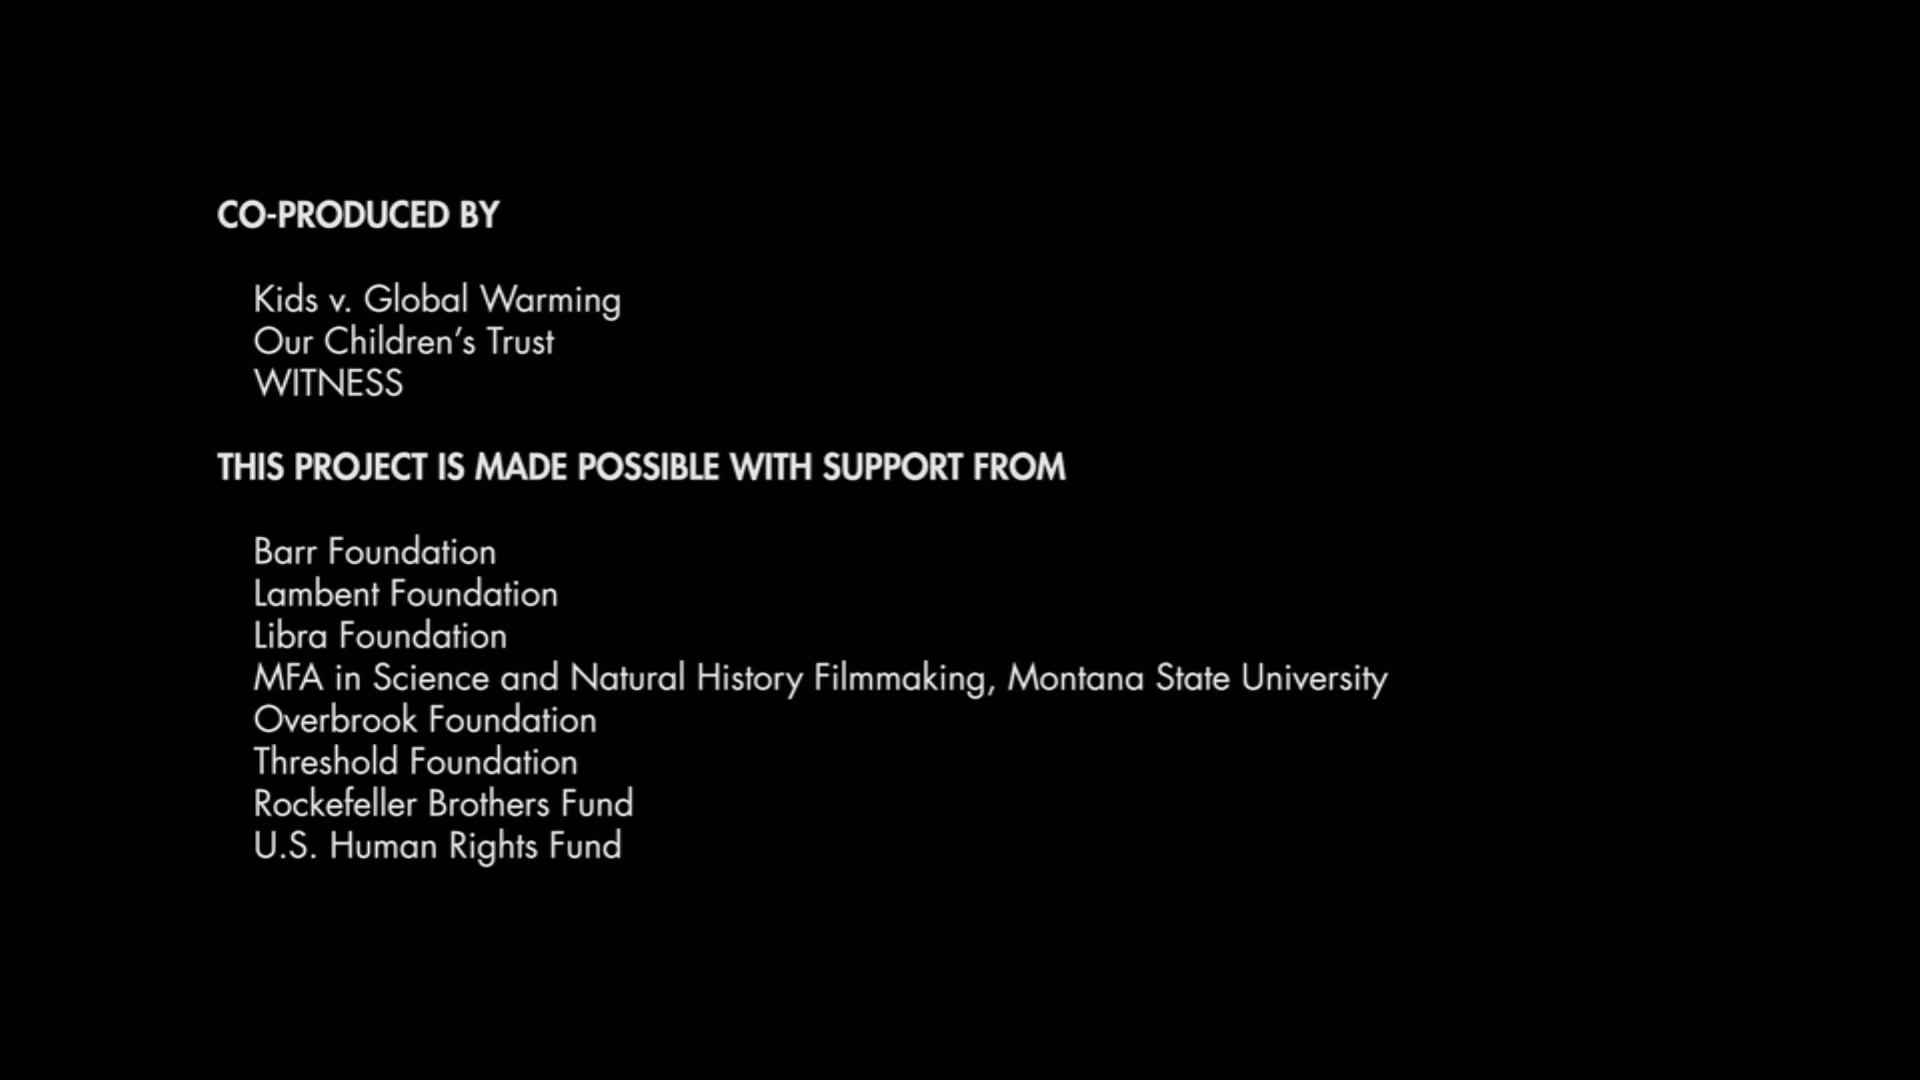 CO-PRODUCED BY
Kids v. Global Warming
Our Children’s Trust
WITNESS
THIS PROJECT IS MADE POSSIBLE WITH SUPPORT FROM
Barr Foundation
Lambent Foundation
Libra Foundation
MFA in Science and Natural History Filmmaking, Montana State University
Overbrook Foundation
Threshold Foundation
Rockefeller Brothers Fund
U.S. Human Rights Fund